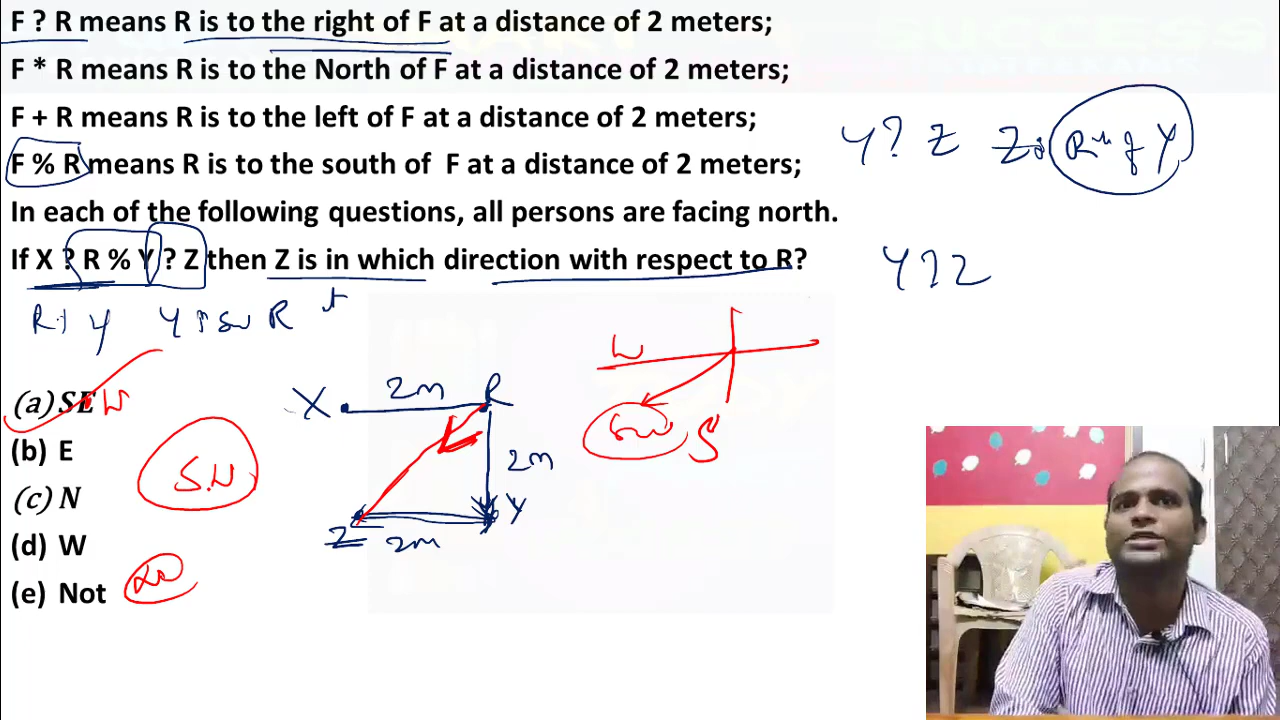 F ? R means R is to the right of F at a distance of 2 meters;
F * R means R is to the North of F at a distance of 2 meters;
F + R means R is to the left of F at a distance of 2 meters;
F % R means R is to the south of F at a distance of 2 meters;
In each of the following questions, all persons are facing north.
If X ? R % Y ? Z then Z is in which direction with respect to R?
(a) SE W
(b) E
(c) N
(d) W
(e) Not
Y ? Z
Y ? Z
X 2m R
2m
Y
Z 2m
W
SW S
S.W